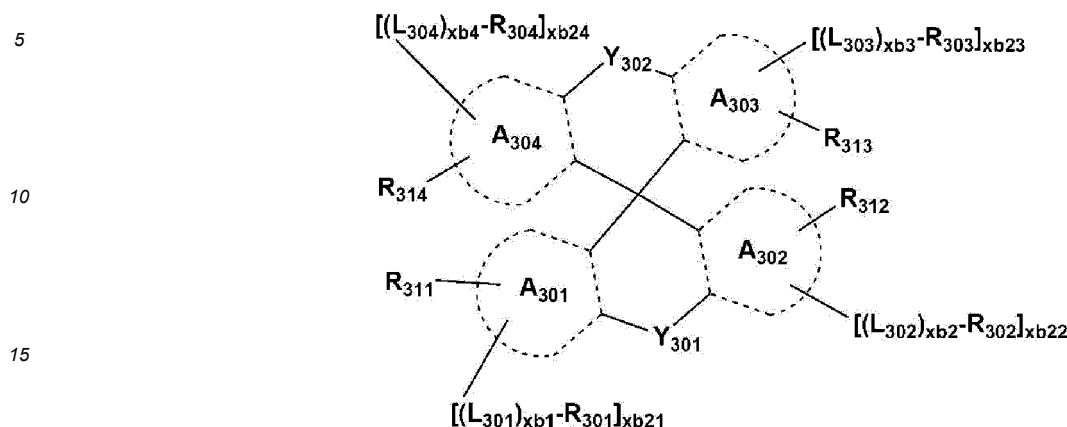 5
[(L304)xb4-R304]xb24
[(L303)xb3-R303]xb23
Y302
A303
A304
R313
R314
10
R312
A302
R311
A301
[(L302)xb2-R302]xb22
Y301
15
[(L301)xb1-R301]xb21